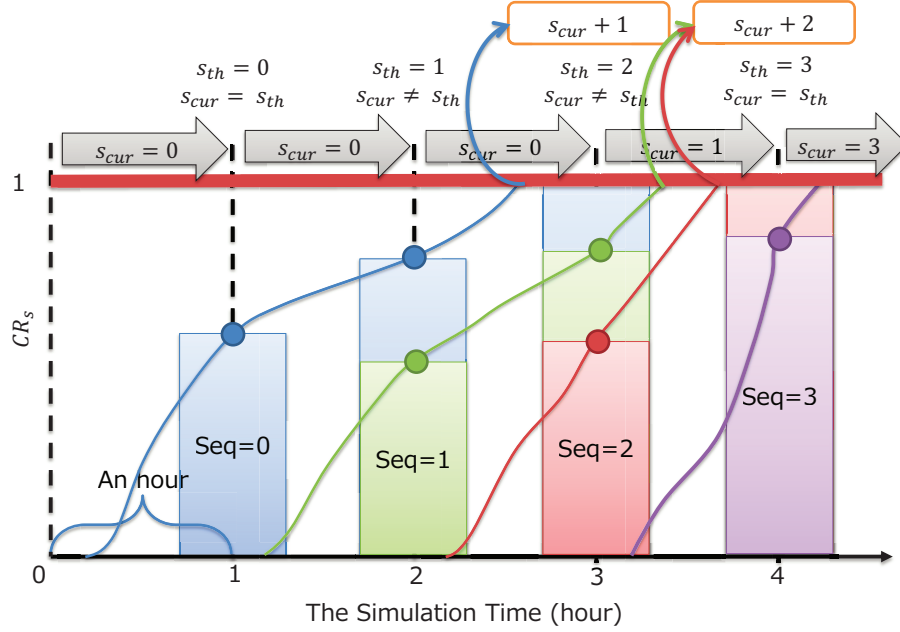 s_cur + 1
s_cur + 2
s_th = 0
s_cur = s_th
s_th = 1
s_cur ≠ s_th
s_th = 2
s_cur ≠ s_th
s_th = 3
s_cur = s_th
s_cur = 0
s_cur = 0
s_cur = 0
s_cur = 1
s_cur = 3
1
CR_s
Seq=0
Seq=1
Seq=2
Seq=3
An hour
0
1
2
3
4
The Simulation Time (hour)